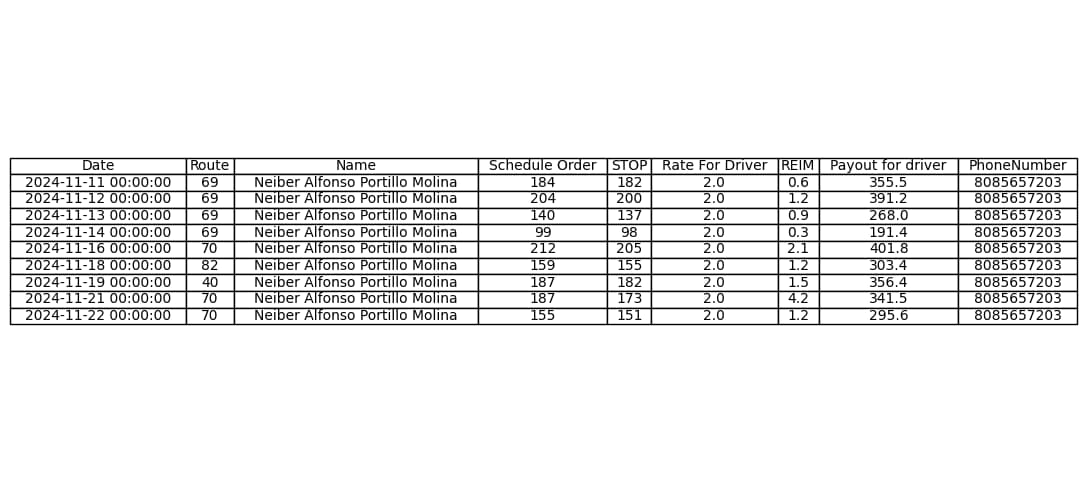 Date Route Name Schedule Order STOP Rate For Driver REIM Payout for driver PhoneNumber
2024-11-11 00:00:00 69 Neiber Alfonso Portillo Molina 184 182 2.0 0.6 355.5 8085657203
2024-11-12 00:00:00 69 Neiber Alfonso Portillo Molina 204 200 2.0 1.2 391.2 8085657203
2024-11-13 00:00:00 69 Neiber Alfonso Portillo Molina 140 137 2.0 0.9 268.0 8085657203
2024-11-14 00:00:00 69 Neiber Alfonso Portillo Molina 99 98 2.0 0.3 191.4 8085657203
2024-11-16 00:00:00 70 Neiber Alfonso Portillo Molina 212 205 2.0 2.1 401.8 8085657203
2024-11-18 00:00:00 82 Neiber Alfonso Portillo Molina 159 155 2.0 1.2 303.4 8085657203
2024-11-19 00:00:00 40 Neiber Alfonso Portillo Molina 187 182 2.0 1.5 356.4 8085657203
2024-11-21 00:00:00 70 Neiber Alfonso Portillo Molina 187 173 2.0 4.2 341.5 8085657203
2024-11-22 00:00:00 70 Neiber Alfonso Portillo Molina 155 151 2.0 1.2 295.6 8085657203